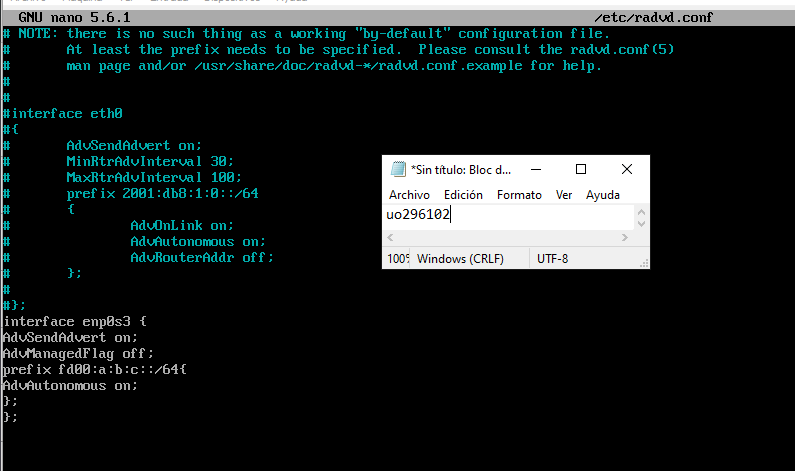 GNU nano 5.6.1 /etc/radvd.conf
# NOTE: there is no such thing as a working "by-default" configuration file.
# At least the prefix needs to be specified. Please consult the radvd.conf(5)
# man page and/or /usr/share/doc/radvd-*/radvd.conf.example for help.
#
#
#interface eth0
#{
# AdvSendAdvert on;
# MinRtrAdvInterval 30;
# MaxRtrAdvInterval 100;
# prefix 2001:db8:1:0::/64
# {
# AdvOnLink on;
# AdvAutonomous on;
# AdvRouterAddr off;
# };
#
#};
interface enp0s3 {
AdvSendAdvert on;
AdvManagedFlag off;
prefix fd00:a:b:c::/64{
AdvAutonomous on;
};
};
*Sin título: Bloc d...
Archivo Edición Formato Ver Ayuda
uo296102
100% Windows (CRLF) UTF-8